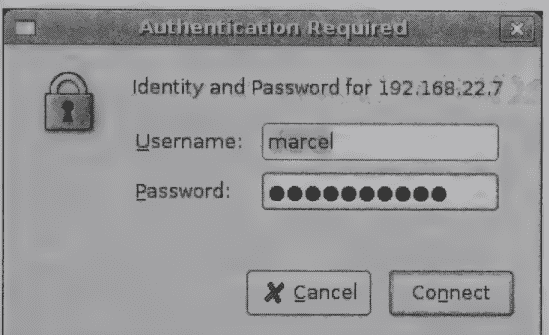 Authentication Required
Identity and Password for 192.168.22.7
Username: marcel
Password: ●●●●●●●●●●
Cancel Connect